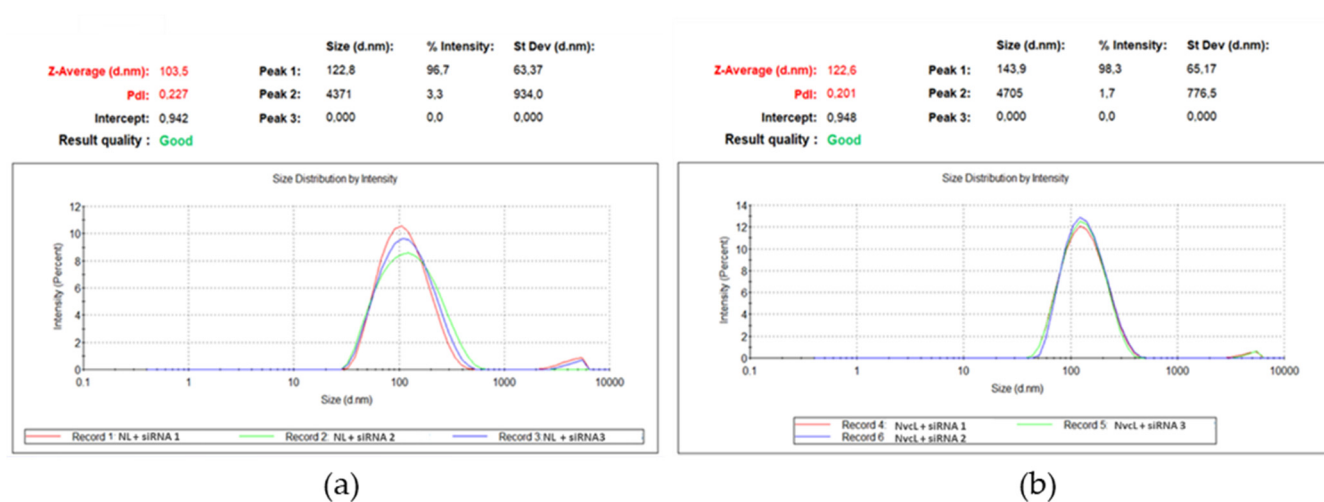 Size (d.nm): % Intensity: St Dev (d.nm):
Z-Average (d.nm): 103,5 Peak 1: 122,8 96,7 63,37
PdI: 0,227 Peak 2: 4371 3,3 934,0
Intercept: 0,942 Peak 3: 0,000 0,0 0,000
Result quality : Good
Size Distribution by Intensity
Intensity (Percent)
12
10
8
6
4
2
0
0.1 1 10 100 1000 10000
Size (d.nm)
Record 1: NL + siRNA 1 Record 2: NL + siRNA 2 Record 3: NL + siRNA3
(a)
Size (d.nm): % Intensity: St Dev (d.nm):
Z-Average (d.nm): 122,6 Peak 1: 143,9 98,3 65,17
PdI: 0,201 Peak 2: 4705 1,7 776,5
Intercept: 0,948 Peak 3: 0,000 0,0 0,000
Result quality : Good
Size Distribution by Intensity
Intensity (Percent)
14
12
10
8
6
4
2
0
0.1 1 10 100 1000 10000
Size (d.nm)
Record 4: NvcL + siRNA 1 Record 5: NvcL + siRNA 3
Record 6: NvcL + siRNA 2
(b)